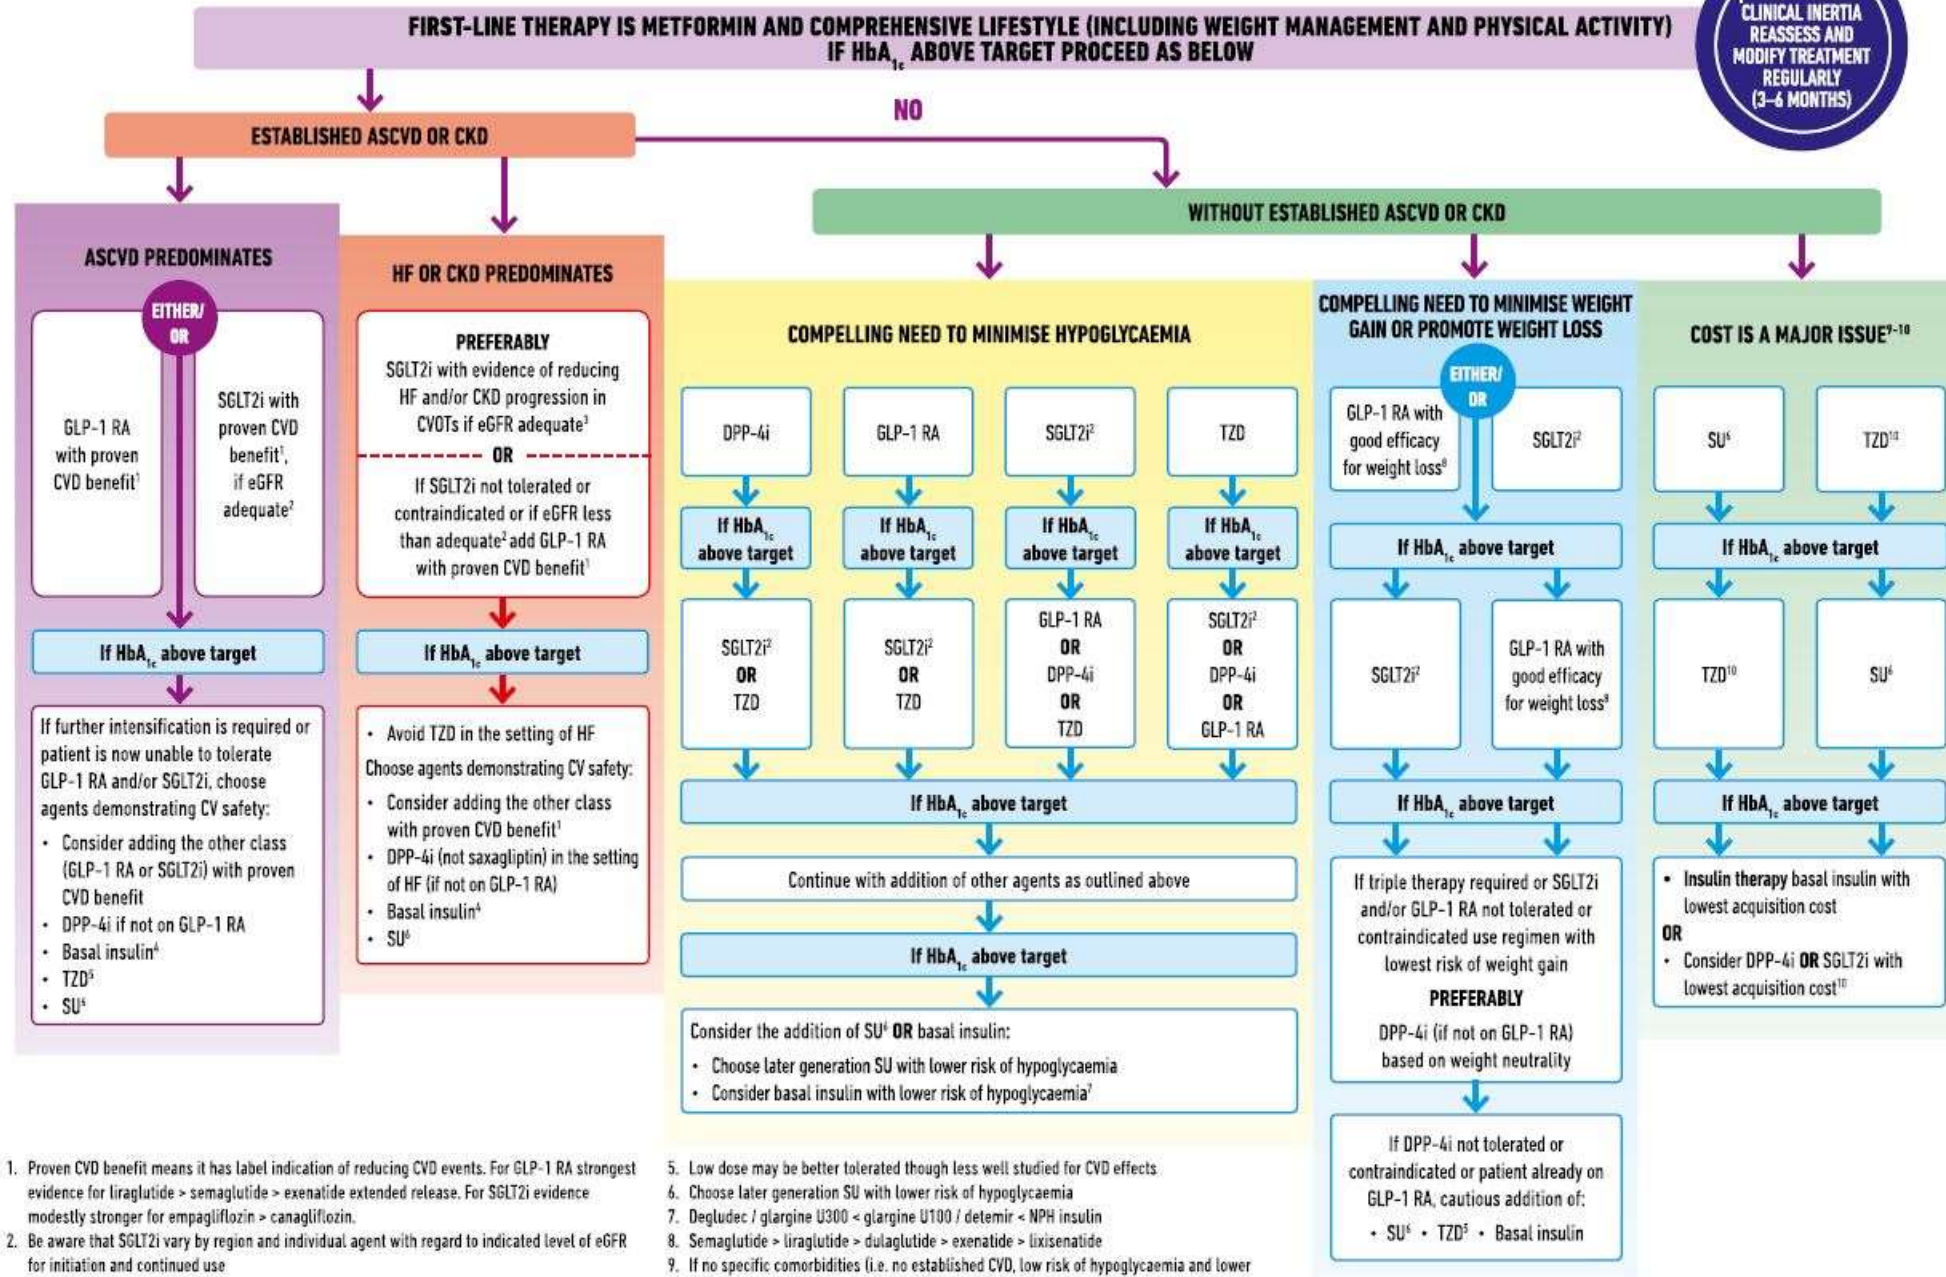 FIRST-LINE THERAPY IS METFORMIN AND COMPREHENSIVE LIFESTYLE (INCLUDING WEIGHT MANAGEMENT AND PHYSICAL ACTIVITY)
IF HbA1c ABOVE TARGET PROCEED AS BELOW
CLINICAL INERTIA
REASSESS AND
MODIFY TREATMENT
REGULARLY
(3–6 MONTHS)
NO
ESTABLISHED ASCVD OR CKD
WITHOUT ESTABLISHED ASCVD OR CKD
ASCVD PREDOMINATES
EITHER/
OR
GLP-1 RA
with proven
CVD benefit¹
SGLT2i with
proven CVD
benefit¹,
if eGFR
adequate²
If HbA1c above target
If further intensification is required or
patient is now unable to tolerate
GLP-1 RA and/or SGLT2i, choose
agents demonstrating CV safety:
• Consider adding the other class
(GLP-1 RA or SGLT2i) with proven
CVD benefit
• DPP-4i if not on GLP-1 RA
• Basal insulin⁴
• TZD⁵
• SU⁶
HF OR CKD PREDOMINATES
PREFERABLY
SGLT2i with evidence of reducing
HF and/or CKD progression in
CVOTs if eGFR adequate³
OR
If SGLT2i not tolerated or
contraindicated or if eGFR less
than adequate² add GLP-1 RA
with proven CVD benefit¹
If HbA1c above target
• Avoid TZD in the setting of HF
Choose agents demonstrating CV safety:
• Consider adding the other class
with proven CVD benefit¹
• DPP-4i (not saxagliptin) in the setting
of HF (if not on GLP-1 RA)
• Basal insulin⁴
• SU⁶
COMPELLING NEED TO MINIMISE HYPOGLYCAEMIA
DPP-4i
GLP-1 RA
SGLT2i²
TZD
If HbA1c
above target
If HbA1c
above target
If HbA1c
above target
If HbA1c
above target
SGLT2i²
OR
TZD
SGLT2i²
OR
TZD
GLP-1 RA
OR
DPP-4i
OR
TZD
SGLT2i²
OR
DPP-4i
OR
GLP-1 RA
If HbA1c above target
Continue with addition of other agents as outlined above
If HbA1c above target
Consider the addition of SU⁶ OR basal insulin:
• Choose later generation SU with lower risk of hypoglycaemia
• Consider basal insulin with lower risk of hypoglycaemia⁷
COMPELLING NEED TO MINIMISE WEIGHT
GAIN OR PROMOTE WEIGHT LOSS
EITHER/
OR
GLP-1 RA with
good efficacy
for weight loss⁸
SGLT2i²
If HbA1c above target
SGLT2i²
GLP-1 RA with
good efficacy
for weight loss⁸
If HbA1c above target
If triple therapy required or SGLT2i
and/or GLP-1 RA not tolerated or
contraindicated use regimen with
lowest risk of weight gain
PREFERABLY
DPP-4i (if not on GLP-1 RA)
based on weight neutrality
If DPP-4i not tolerated or
contraindicated or patient already on
GLP-1 RA, cautious addition of:
• SU⁶ • TZD⁵ • Basal insulin
COST IS A MAJOR ISSUE⁹⁻¹⁰
SU⁶
TZD¹⁰
If HbA1c above target
TZD¹⁰
SU⁶
If HbA1c above target
• Insulin therapy basal insulin with
lowest acquisition cost
OR
• Consider DPP-4i OR SGLT2i with
lowest acquisition cost¹⁰
1. Proven CVD benefit means it has label indication of reducing CVD events. For GLP-1 RA strongest
evidence for liraglutide > semaglutide > exenatide extended release. For SGLT2i evidence
modestly stronger for empagliflozin > canagliflozin.
2. Be aware that SGLT2i vary by region and individual agent with regard to indicated level of eGFR
for initiation and continued use
5. Low dose may be better tolerated though less well studied for CVD effects
6. Choose later generation SU with lower risk of hypoglycaemia
7. Degludec / glargine U300 < glargine U100 / detemir < NPH insulin
8. Semaglutide > liraglutide > dulaglutide > exenatide > lixisenatide
9. If no specific comorbidities (i.e. no established CVD, low risk of hypoglycaemia and lower